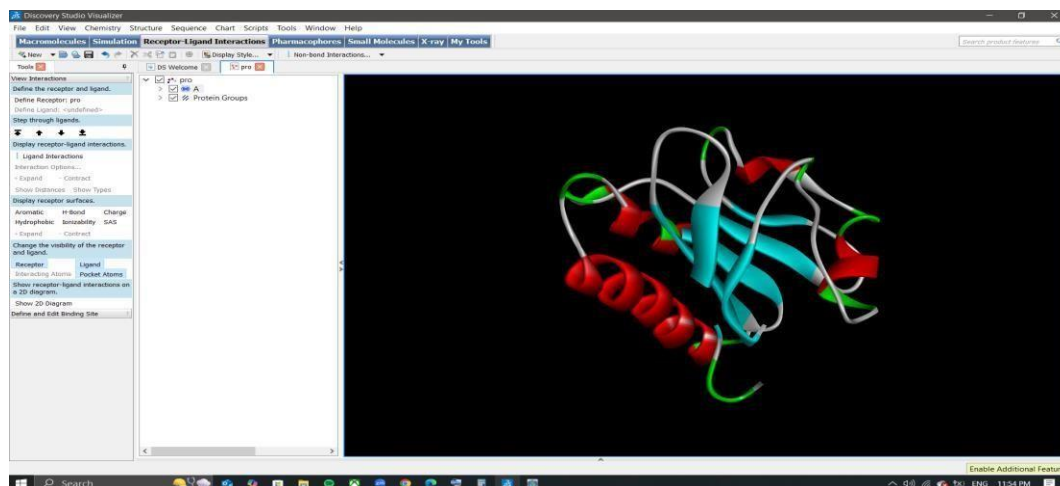 Discovery Studio Visualizer
File Edit View Chemistry Structure Sequence Chart Scripts Tools Window Help
Macromolecules Simulation Receptor-Ligand Interactions Pharmacophores Small Molecules X-ray My Tools
Search product features
New Display Style... Non-bond Interactions...
Tools DS Welcome pro
View Interactions
Define the receptor and ligand.
Define Receptor: pro
Define Ligand: <undefined>
Step through ligands.
Display receptor-ligand interactions.
Ligand Interactions
Interaction Options...
- Expand - Contract
Show Distances Show Types
Display receptor surfaces.
Aromatic H-Bond Charge
Hydrophobic Ionizability SAS
- Expand - Contract
Change the visibility of the receptor
and ligand.
Receptor Ligand
Interacting Atoms Pocket Atoms
Show receptor-ligand interactions on
a 2D diagram.
Show 2D Diagram
Define and Edit Binding Site
pro
A
Protein Groups
Enable Additional Featur
Search
ENG 11:54 PM